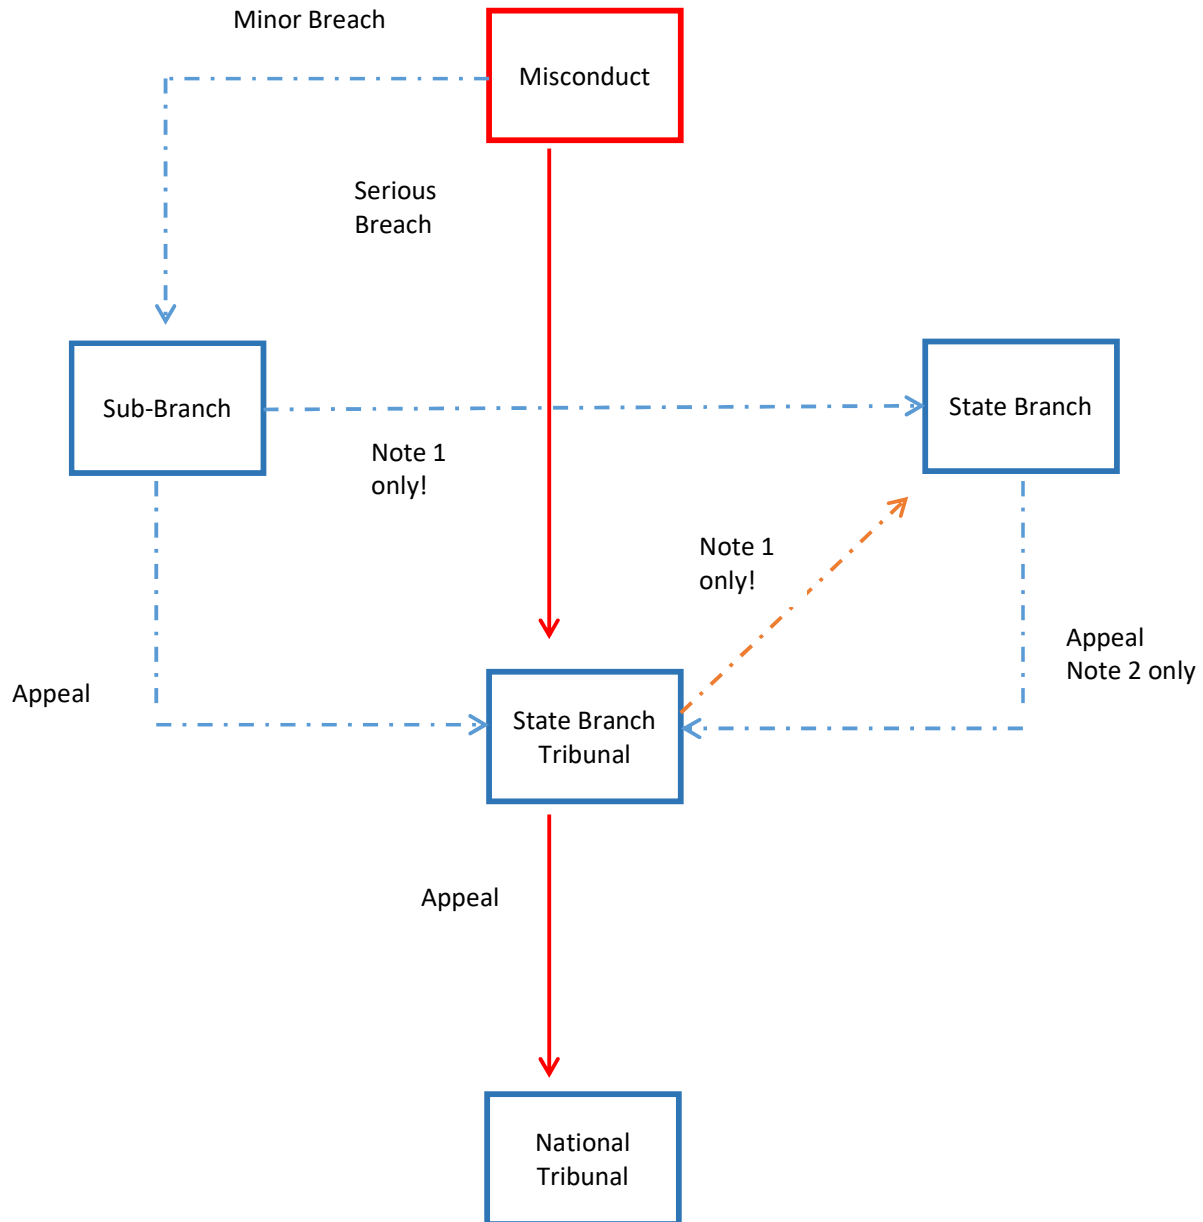 Minor Breach
Misconduct
Serious
Breach
Sub-Branch
State Branch
Note 1
only!
Note 1
only!
Appeal
Note 2 only
Appeal
State Branch
Tribunal
Appeal
National
Tribunal